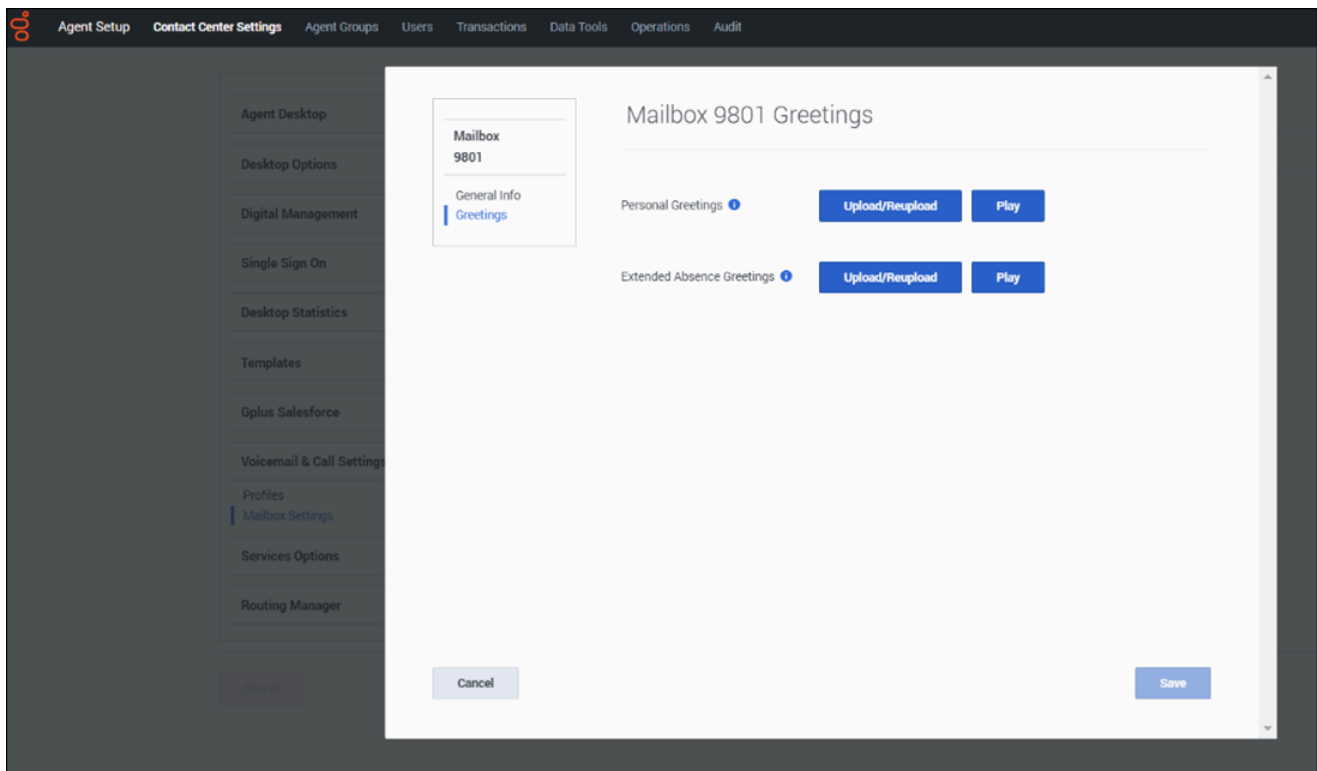 Agent Setup Contact Center Settings Agent Groups Users Transactions Data Tools Operations Audit
Agent Desktop
Desktop Options
Digital Management
Single Sign On
Desktop Statistics
Templates
Gplus Salesforce
Voicemail & Call Settings
Profiles
Mailbox Settings
Services Options
Routing Manager
Mailbox
9801
General Info
Greetings
Mailbox 9801 Greetings
Personal Greetings Upload/Reupload Play
Extended Absence Greetings Upload/Reupload Play
Cancel Save